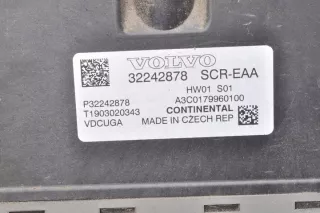 VOLVO
32242878 SCR-EAA
HW01 S01
P32242878 A3C0179960100
T1903020343 CONTINENTAL
VDCUGA MADE IN CZECH REP